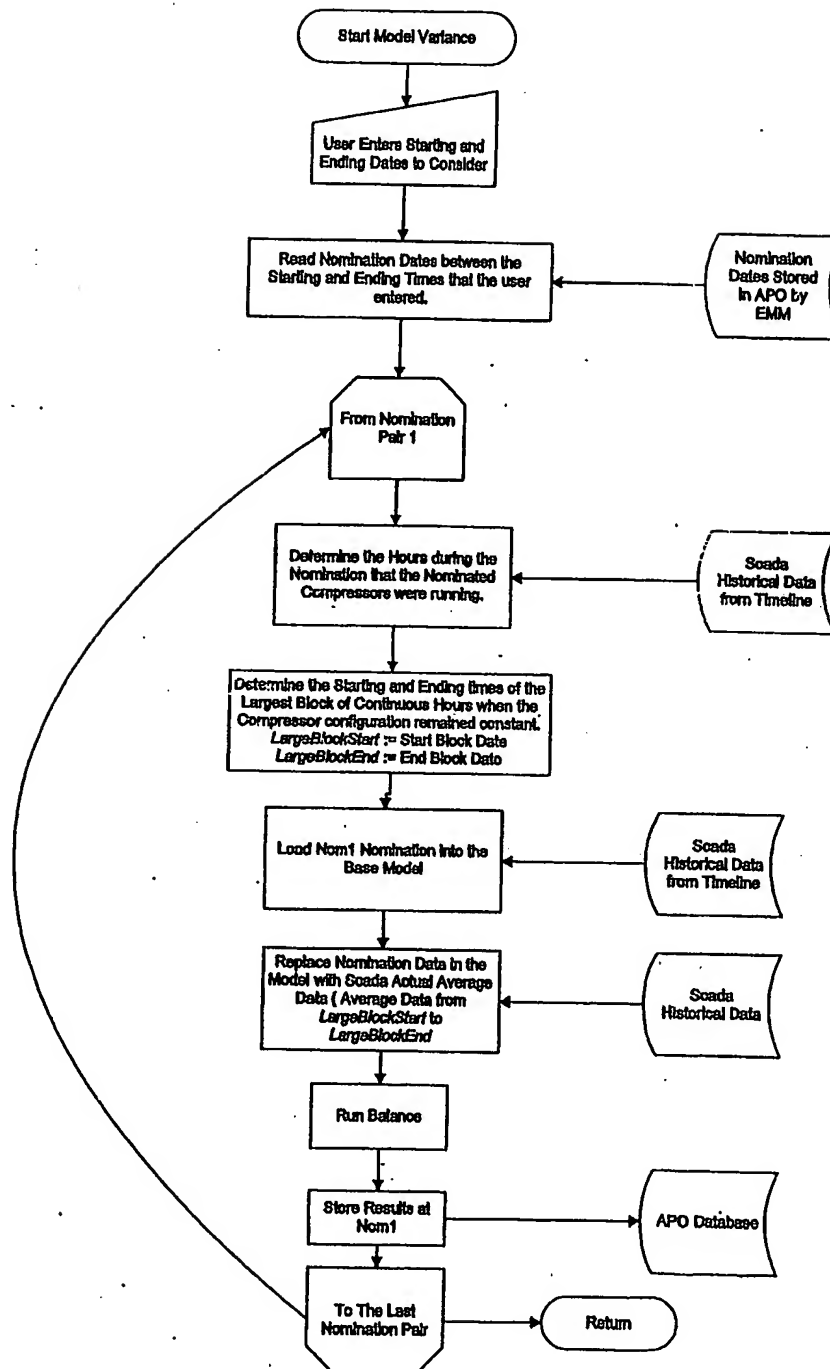 Start Model Variance
User Enters Starting and
Ending Dates to Consider
Read Nomination Dates between the
Starting and Ending Times that the user
entered.
Nomination
Dates Stored
in APO by
EMM
From Nomination
Pair 1
Determine the Hours during the
Nomination that the Nominated
Compressors were running.
Scada
Historical Data
from Timeline
Determine the Starting and Ending times of the
Largest Block of Continuous Hours when the
Compressor configuration remained constant.
LargeBlockStart := Start Block Date
LargeBlockEnd := End Block Date
Load Nom1 Nomination into the
Base Model
Scada
Historical Data
from Timeline
Replace Nomination Data in the
Model with Scada Actual Average
Data ( Average Data from
LargeBlockStart to
LargeBlockEnd
Scada
Historical Data
Run Balance
Store Results at
Nom1
APO Database
To The Last
Nomination Pair
Return